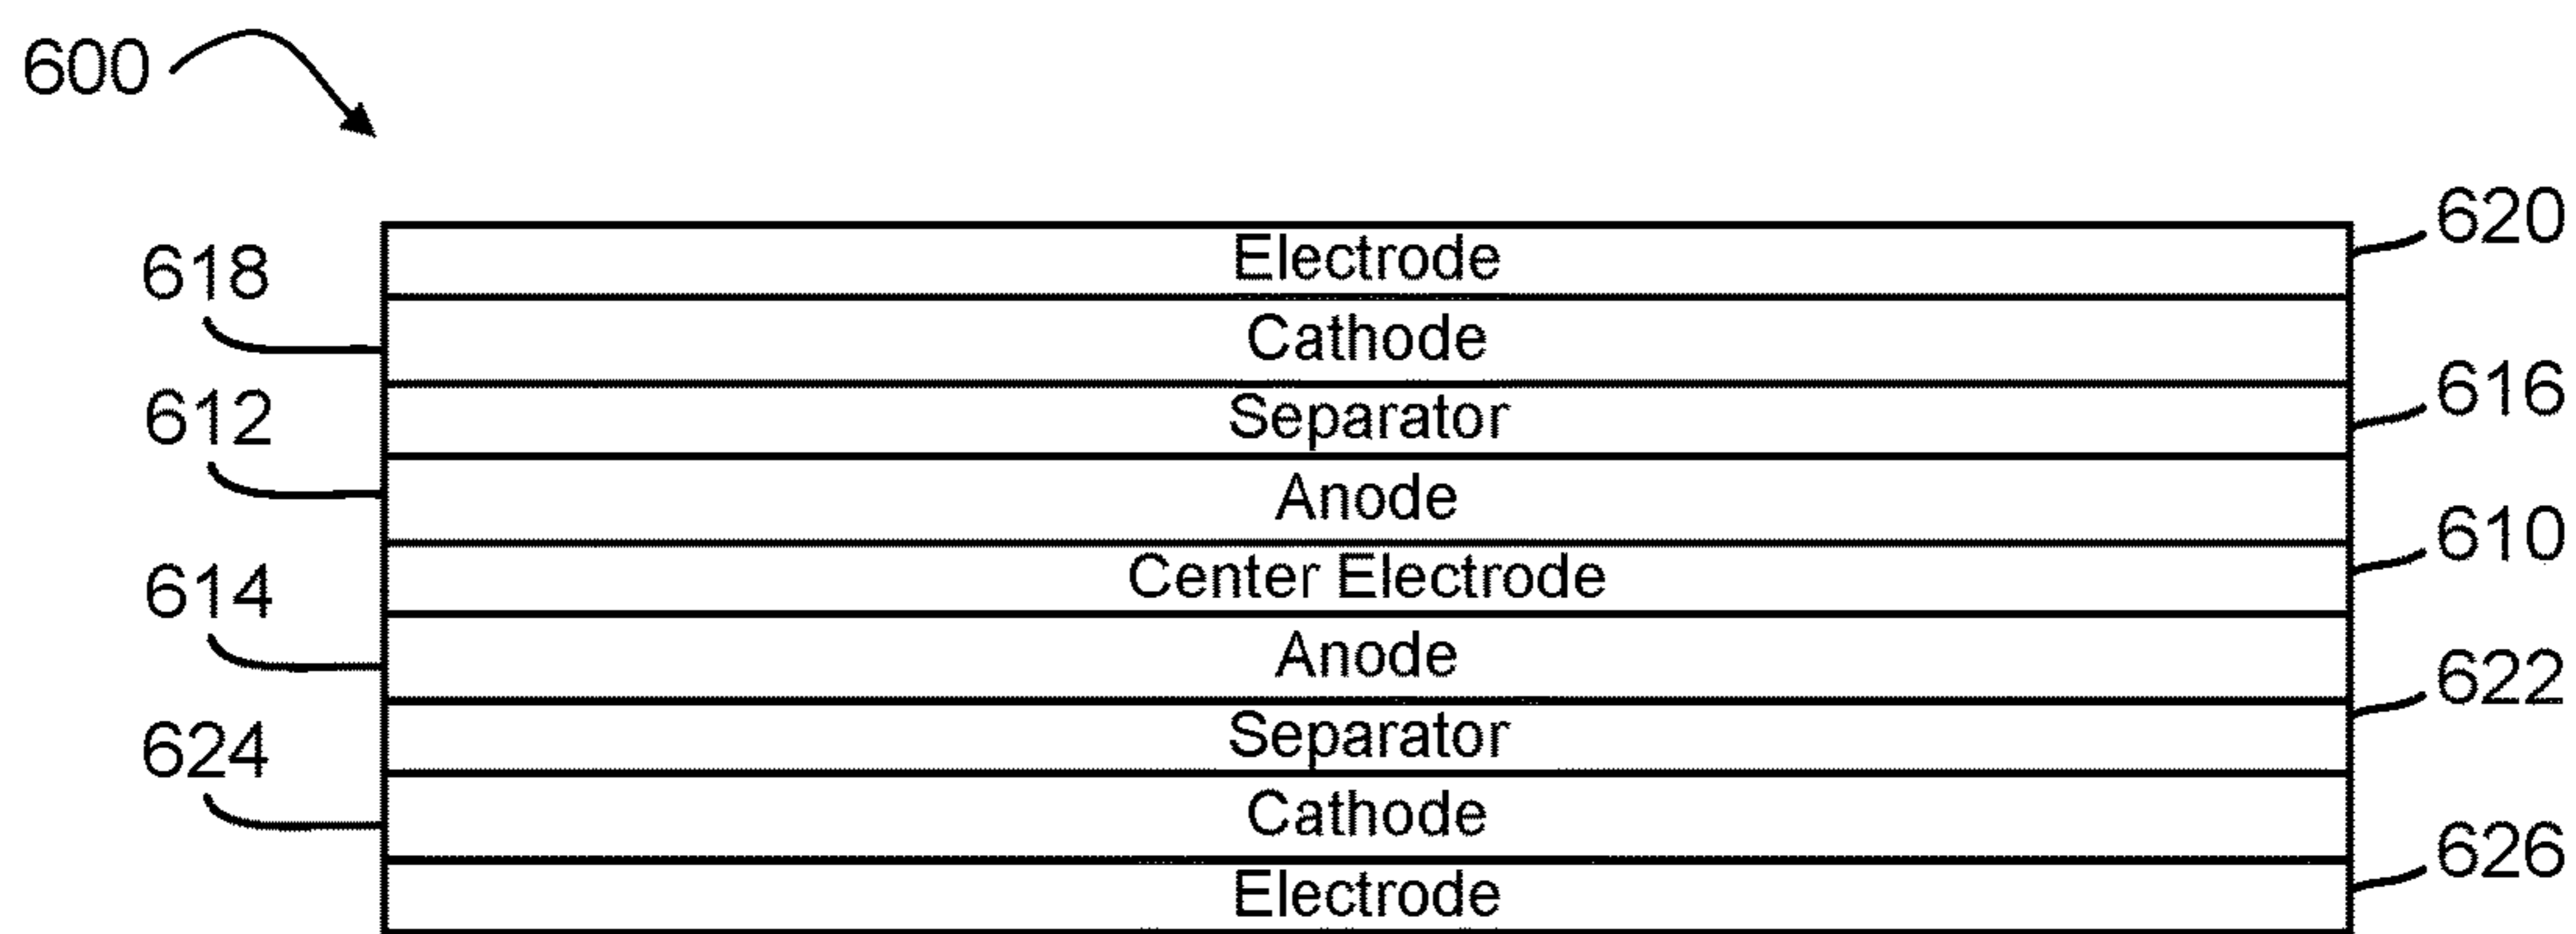 600
620
Electrode
618
Cathode
616
Separator
612
Anode
610
Center Electrode
614
Anode
622
Separator
624
Cathode
626
Electrode